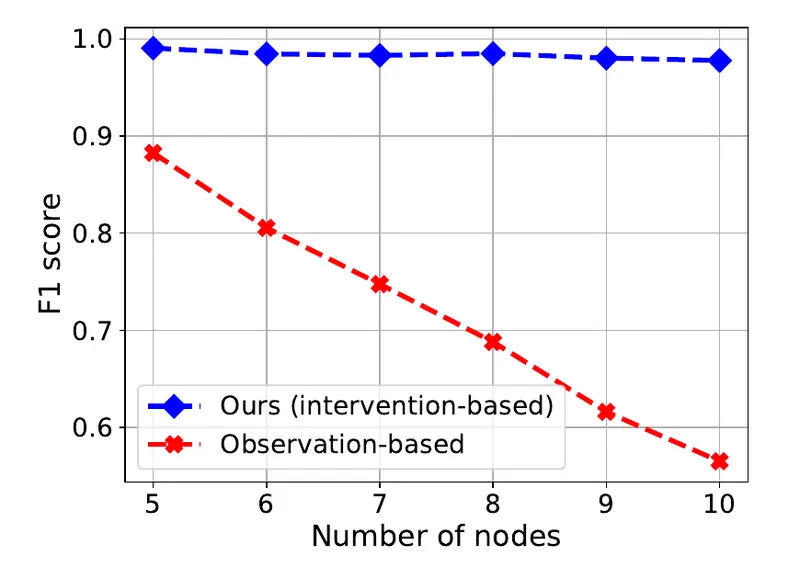 1.0
0.9
0.8
0.7
0.6
F1 score
Ours (intervention-based)
Observation-based
5 6 7 8 9 10
Number of nodes